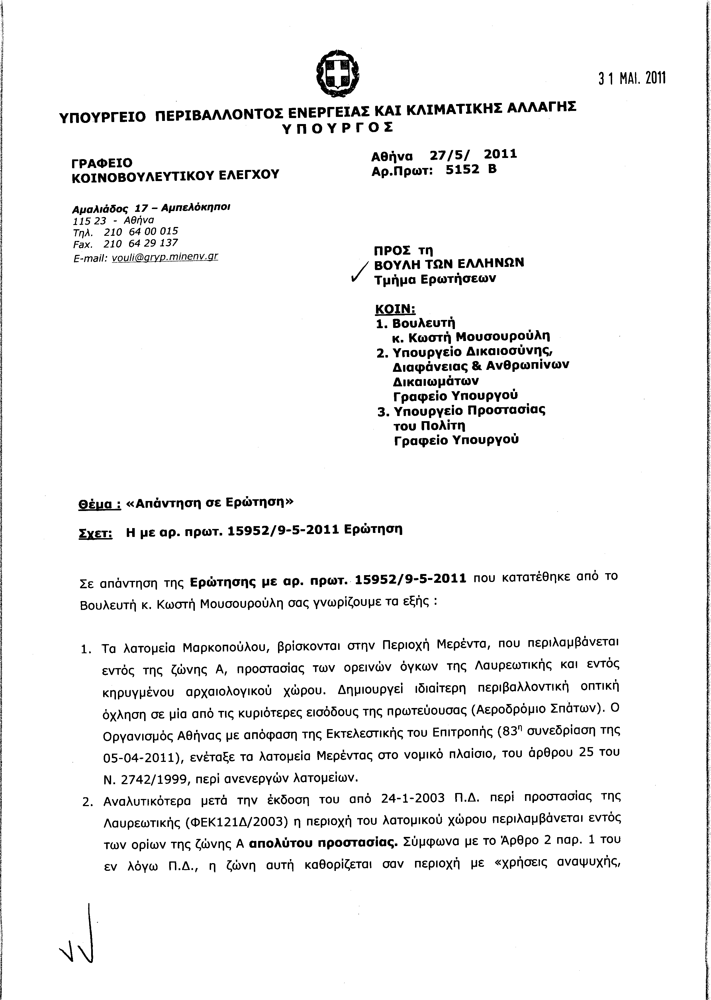 31 ΜΑΙ. 2011
ΥΠΟΥΡΓΕΙΟ ΠΕΡΙΒΑΛΛΟΝΤΟΣ ΕΝΕΡΓΕΙΑΣ ΚΑΙ ΚΛΙΜΑΤΙΚΗΣ ΑΛΛΑΓΗΣ
Υ Π Ο Υ Ρ Γ Ο Σ
ΓΡΑΦΕΙΟ
ΚΟΙΝΟΒΟΥΛΕΥΤΙΚΟΥ ΕΛΕΓΧΟΥ
Αθήνα 27/5/ 2011
Αρ.Πρωτ: 5152 Β
Αμαλιάδος 17 – Αμπελόκηποι
115 23 - Αθήνα
Τηλ. 210 64 00 015
Fax. 210 64 29 137
E-mail: vouli@gryp.minenv.gr
ΠΡΟΣ τη
ΒΟΥΛΗ ΤΩΝ ΕΛΛΗΝΩΝ
Τμήμα Ερωτήσεων
ΚΟΙΝ:
1. Βουλευτή
κ. Κωστή Μουσουρούλη
2. Υπουργείο Δικαιοσύνης,
Διαφάνειας & Ανθρωπίνων
Δικαιωμάτων
Γραφείο Υπουργού
3. Υπουργείο Προστασίας
του Πολίτη
Γραφείο Υπουργού
Θέμα : «Απάντηση σε Ερώτηση»
Σχετ: Η με αρ. πρωτ. 15952/9-5-2011 Ερώτηση
Σε απάντηση της Ερώτησης με αρ. πρωτ. 15952/9-5-2011 που κατατέθηκε από το
Βουλευτή κ. Κωστή Μουσουρούλη σας γνωρίζουμε τα εξής :
1. Τα λατομεία Μαρκοπούλου, βρίσκονται στην Περιοχή Μερέντα, που περιλαμβάνεται
εντός της ζώνης Α, προστασίας των ορεινών όγκων της Λαυρεωτικής και εντός
κηρυγμένου αρχαιολογικού χώρου. Δημιουργεί ιδιαίτερη περιβαλλοντική οπτική
όχληση σε μία από τις κυριότερες εισόδους της πρωτεύουσας (Αεροδρόμιο Σπάτων). Ο
Οργανισμός Αθήνας με απόφαση της Εκτελεστικής του Επιτροπής (83η συνεδρίαση της
05-04-2011), ενέταξε τα λατομεία Μερέντας στο νομικό πλαίσιο, του άρθρου 25 του
Ν. 2742/1999, περί ανενεργών λατομείων.
2. Αναλυτικότερα μετά την έκδοση του από 24-1-2003 Π.Δ. περί προστασίας της
Λαυρεωτικής (ΦΕΚ121Δ/2003) η περιοχή του λατομικού χώρου περιλαμβάνεται εντός
των ορίων της ζώνης Α απολύτου προστασίας. Σύμφωνα με το Άρθρο 2 παρ. 1 του
εν λόγω Π.Δ., η ζώνη αυτή καθορίζεται σαν περιοχή με «χρήσεις αναψυχής,